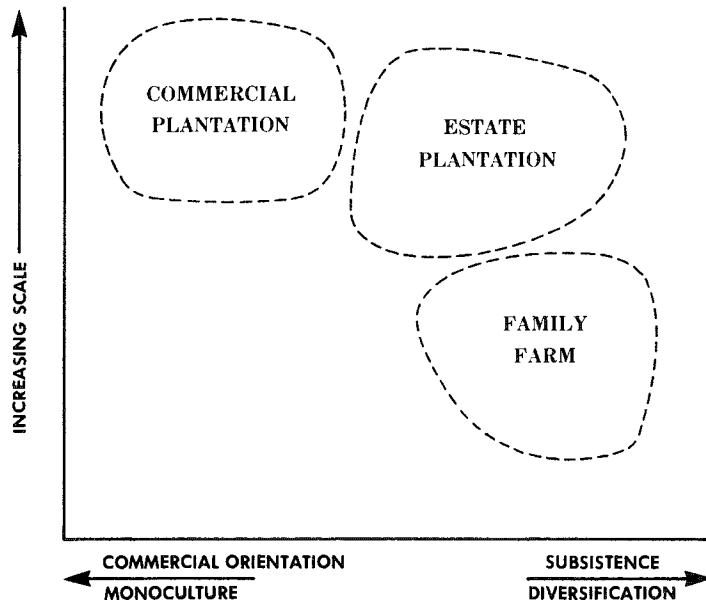 COMMERCIAL
PLANTATION
ESTATE
PLANTATION
FAMILY
FARM
INCREASING SCALE
COMMERCIAL ORIENTATION
MONOCULTURE
SUBSISTENCE
DIVERSIFICATION